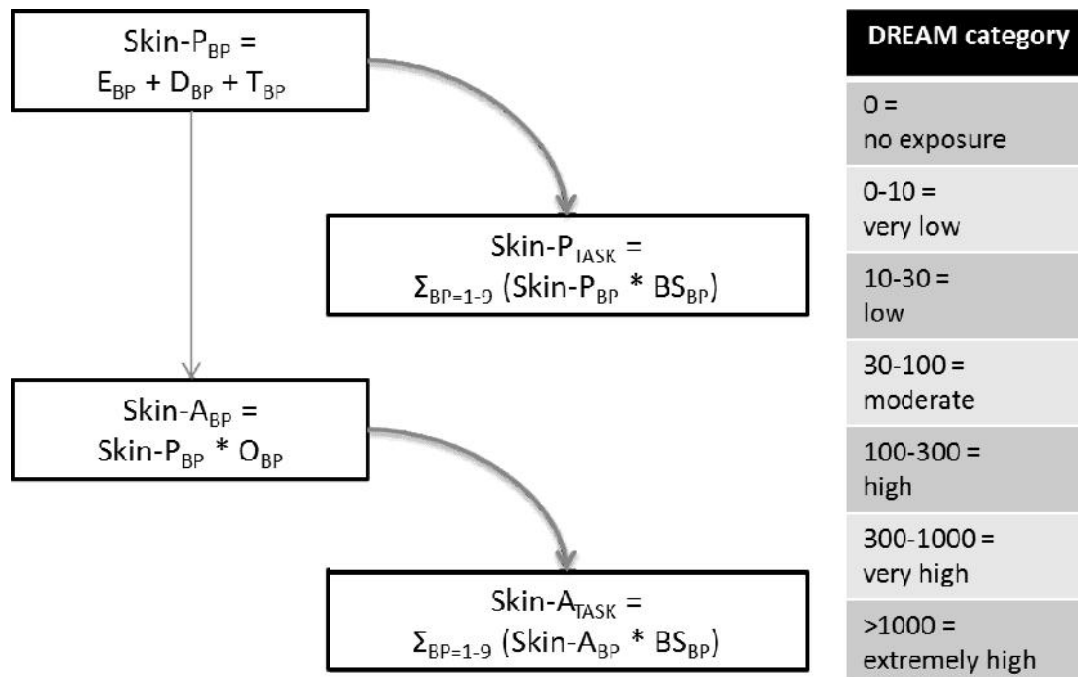 Skin-P_BP =
E_BP + D_BP + T_BP
Skin-P_TASK =
Σ_BP=1-9 (Skin-P_BP * BS_BP)
Skin-A_BP =
Skin-P_BP * O_BP
Skin-A_TASK =
Σ_BP=1-9 (Skin-A_BP * BS_BP)
DREAM category
0 =
no exposure
0-10 =
very low
10-30 =
low
30-100 =
moderate
100-300 =
high
300-1000 =
very high
>1000 =
extremely high